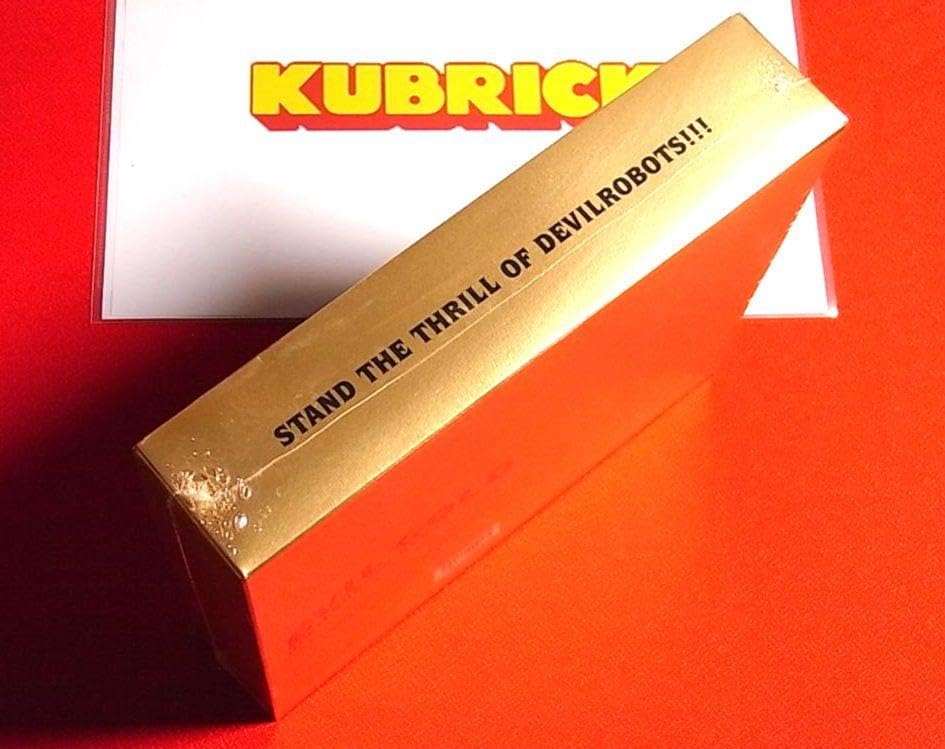 KUBRICK
STAND THE THRILL OF DEVILROBOTS!!!